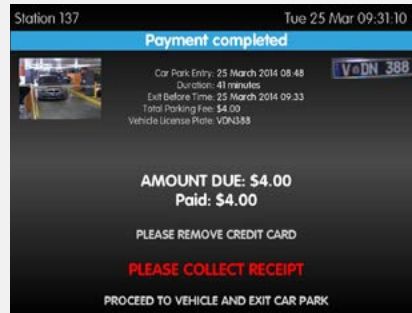 Station 137
Tue 25 Mar 09:31:10
Payment completed
Car Park Entry: 25 March 2014 08:48
Duration: 41 minutes
Exit Before Time: 25 March 2014 09:33
Total Parking Fee: $4.00
Vehicle License Plate: VDN388
V•DN 388
AMOUNT DUE: $4.00
Paid: $4.00
PLEASE REMOVE CREDIT CARD
PLEASE COLLECT RECEIPT
PROCEED TO VEHICLE AND EXIT CAR PARK